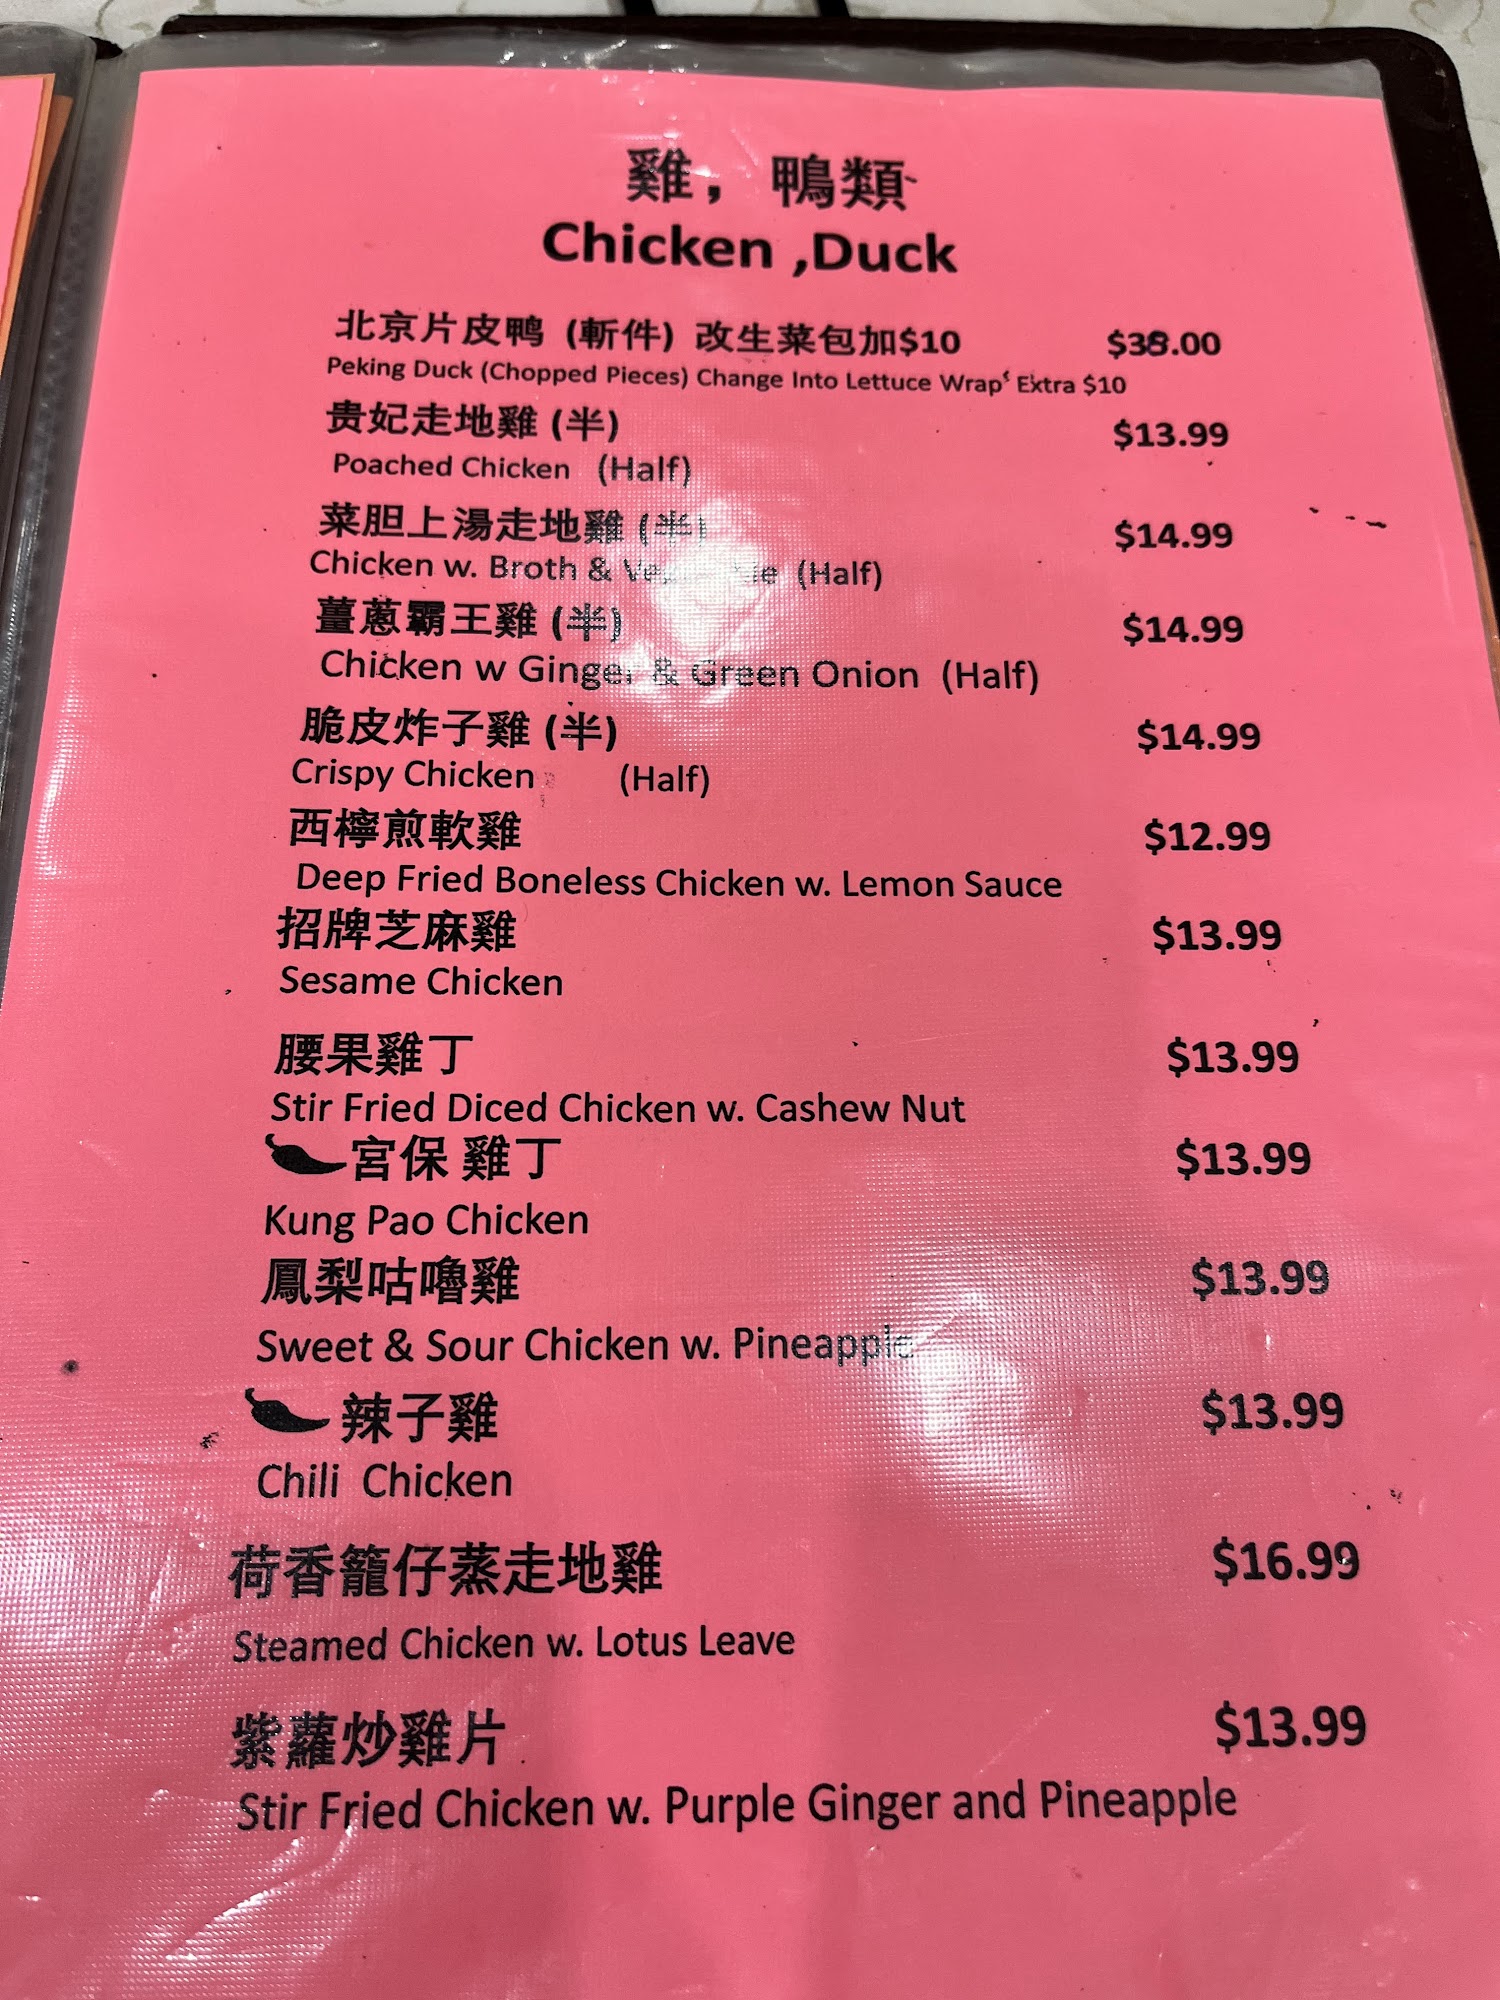 雞，鴨類
Chicken ,Duck
北京片皮鸭 (斬件) 改生菜包加$10 $38.00
Peking Duck (Chopped Pieces) Change Into Lettuce Wrap Extra $10
贵妃走地雞 (半) $13.99
Poached Chicken (Half)
菜胆上湯走地雞 (半) $14.99
Chicken w. Broth & (Half)
薑蔥霸王雞 (半) $14.99
Chicken w Ginger & Green Onion (Half)
脆皮炸子雞 (半) $14.99
Crispy Chicken (Half)
西檸煎軟雞 $12.99
Deep Fried Boneless Chicken w. Lemon Sauce
招牌芝麻雞 $13.99
Sesame Chicken
腰果雞丁 $13.99
Stir Fried Diced Chicken w. Cashew Nut
宮保 雞丁 $13.99
Kung Pao Chicken
鳳梨咕嚕雞 $13.99
Sweet & Sour Chicken w. Pineapple
辣子雞 $13.99
Chili Chicken
荷香籠仔蒸走地雞 $16.99
Steamed Chicken w. Lotus Leave
紫蘿炒雞片 $13.99
Stir Fried Chicken w. Purple Ginger and Pineapple